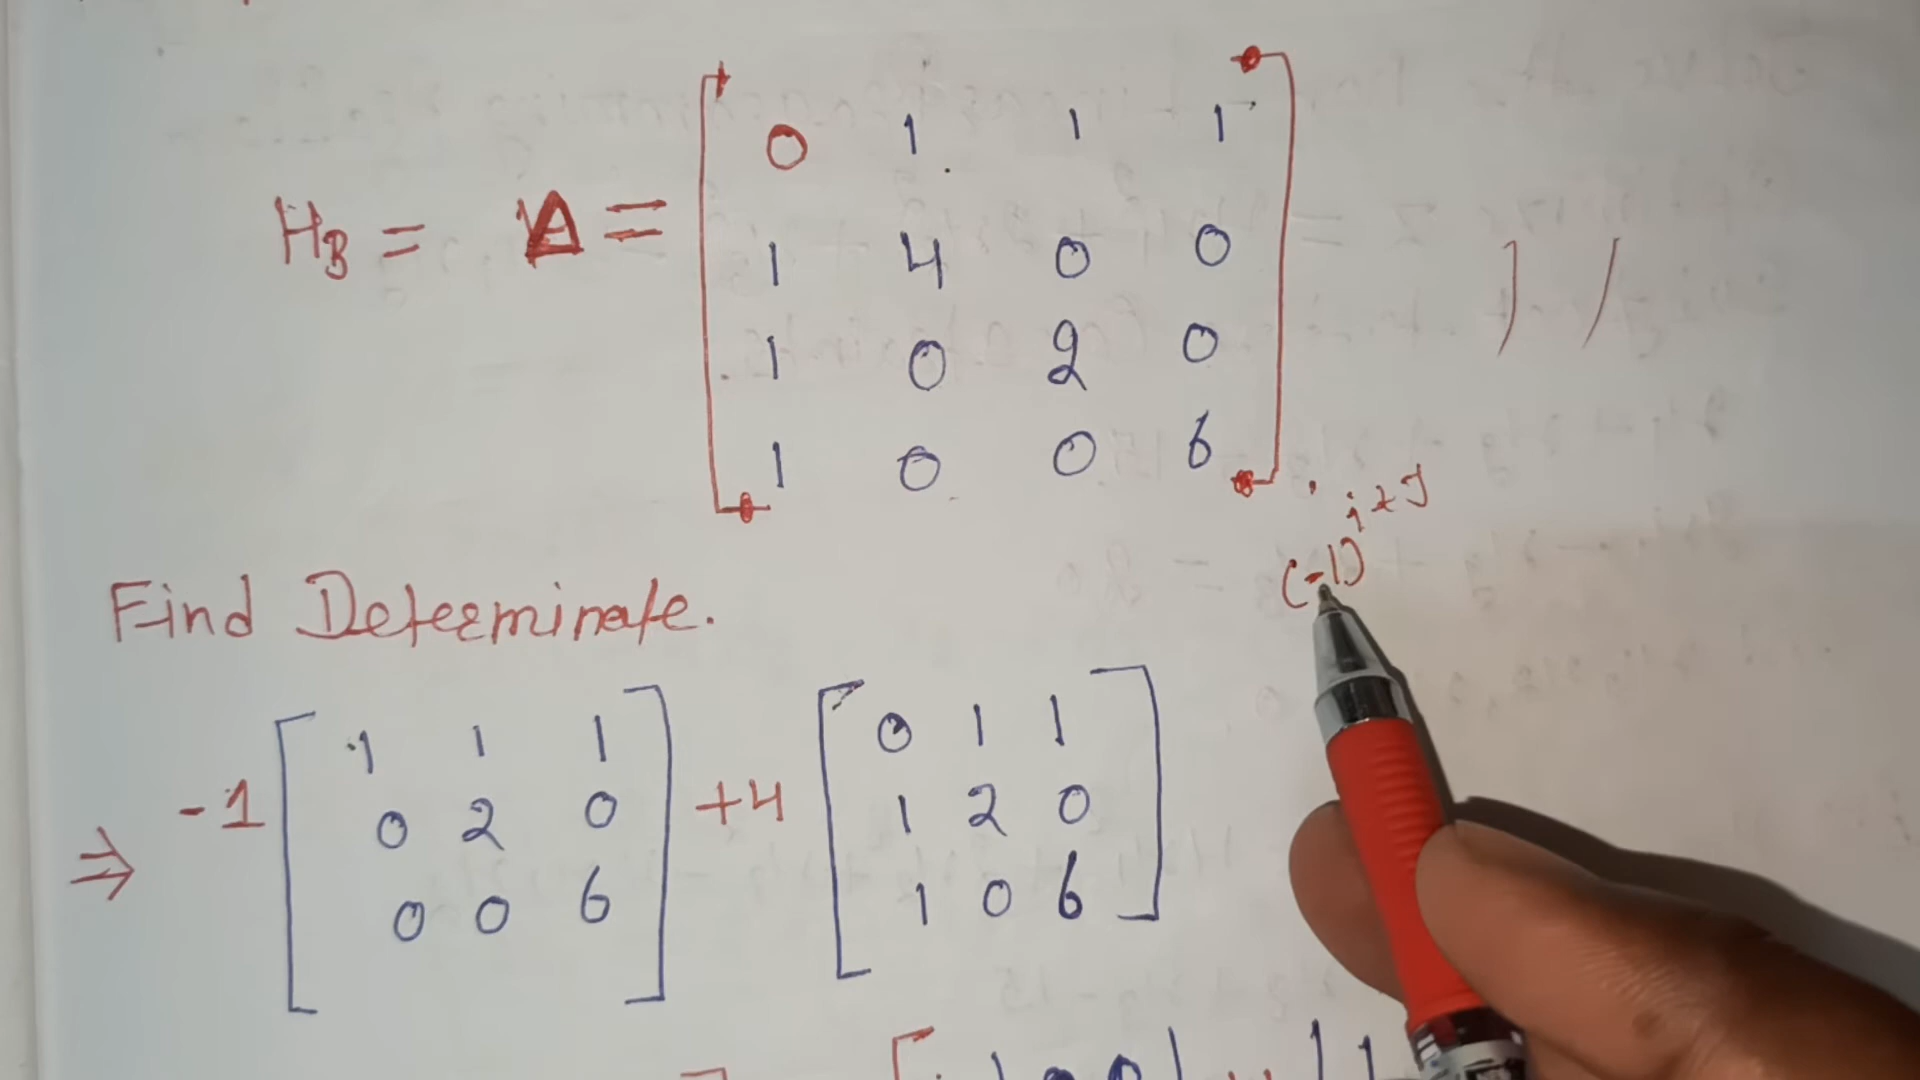 H_B = Δ = [ 0 1 1 1
1 4 0 0
1 0 2 0
1 0 0 6 ]
(-1)^{i+j}
Find Determinate.
⇒ -1 [ 1 1 1 +4 [ 0 1 1
0 2 0 1 2 0
0 0 6 ] 1 0 6 ]